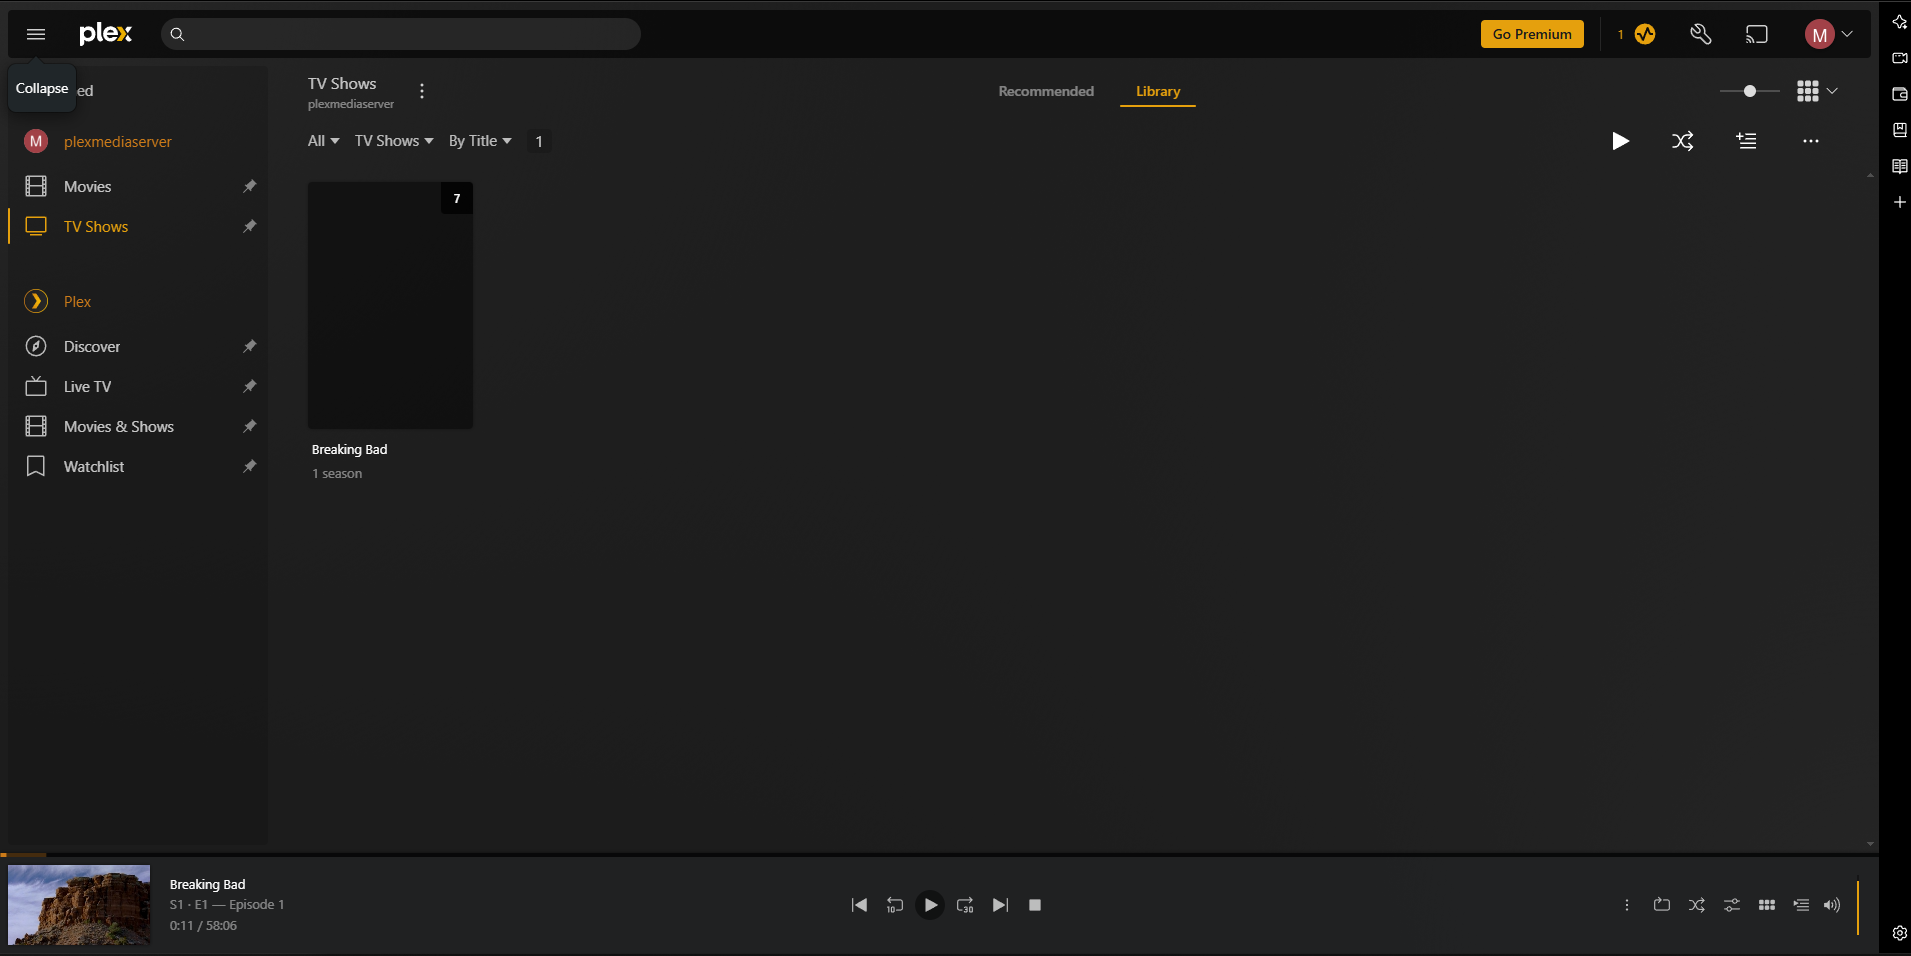 plex
Go Premium
1
M
Collapse
ed
TV Shows
plexmediaserver
Recommended
Library
M plexmediaserver
All
TV Shows
By Title
1
Movies
TV Shows
7
Plex
Discover
Live TV
Movies & Shows
Watchlist
Breaking Bad
1 season
Breaking Bad
S1 · E1 — Episode 1
0:11 / 58:06
10
30